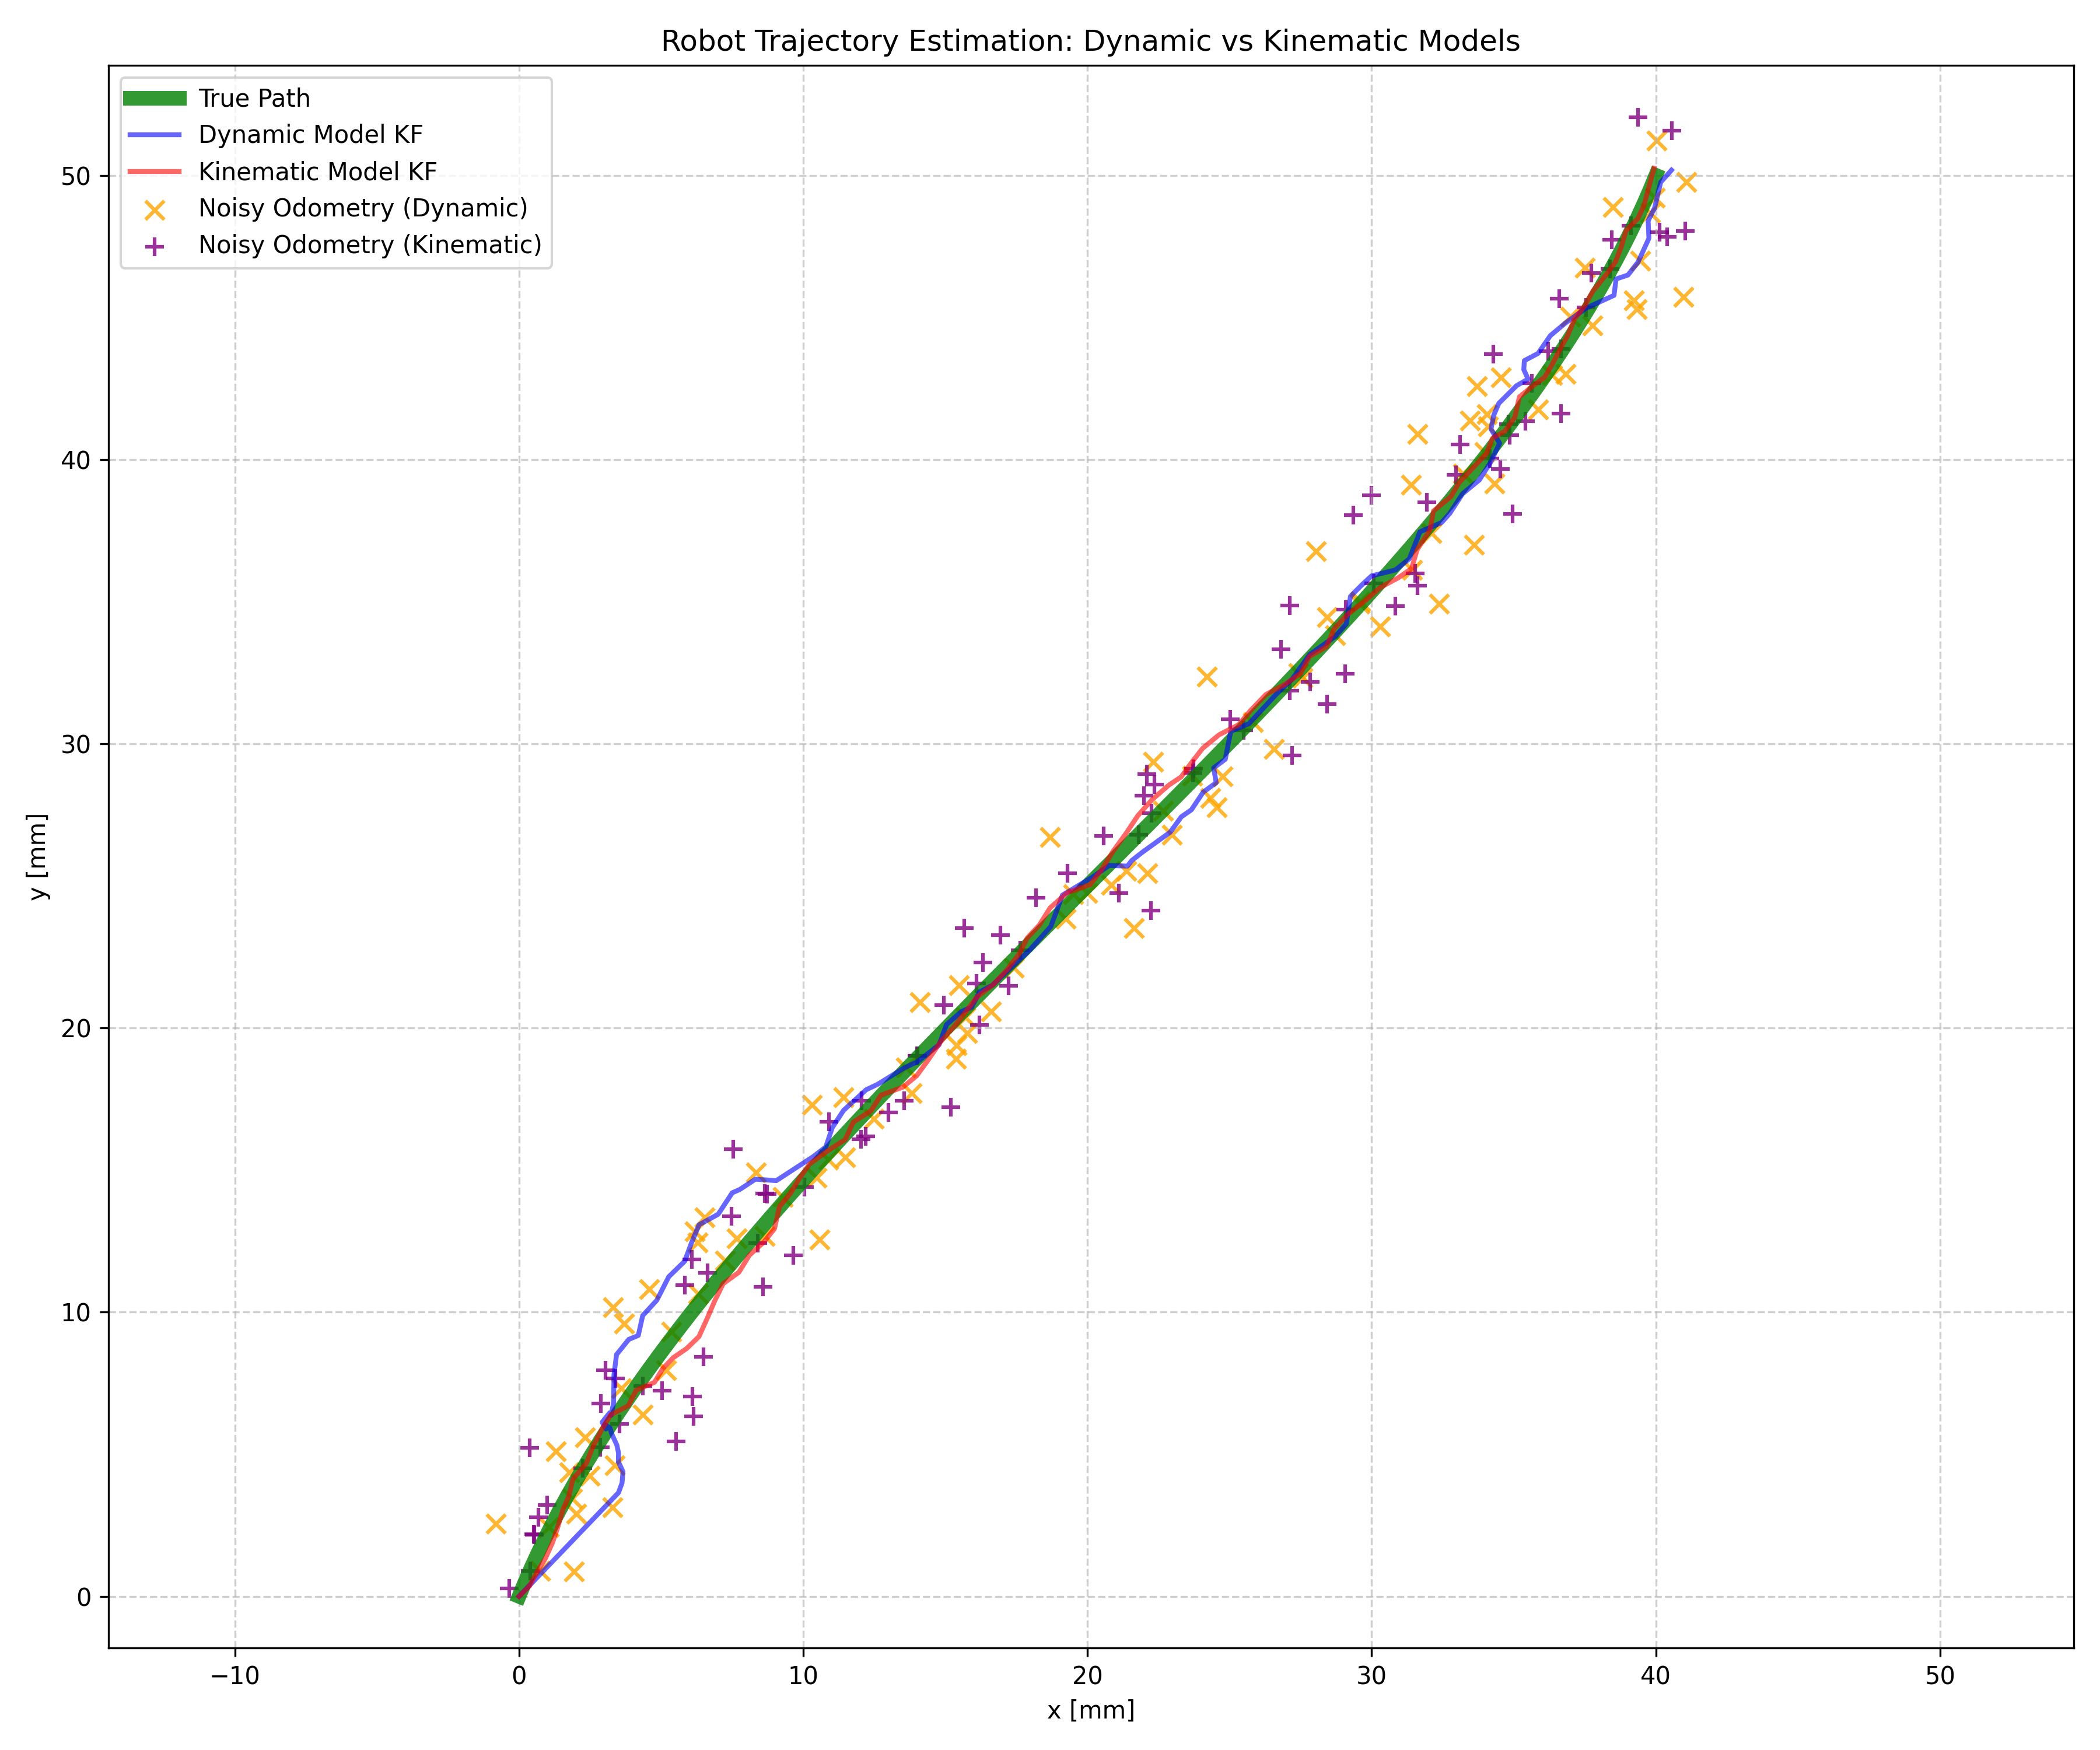 Robot Trajectory Estimation: Dynamic vs Kinematic Models
True Path
Dynamic Model KF
Kinematic Model KF
Noisy Odometry (Dynamic)
Noisy Odometry (Kinematic)
50
40
30
20
10
0
y [mm]
−10 0 10 20 30 40 50
x [mm]